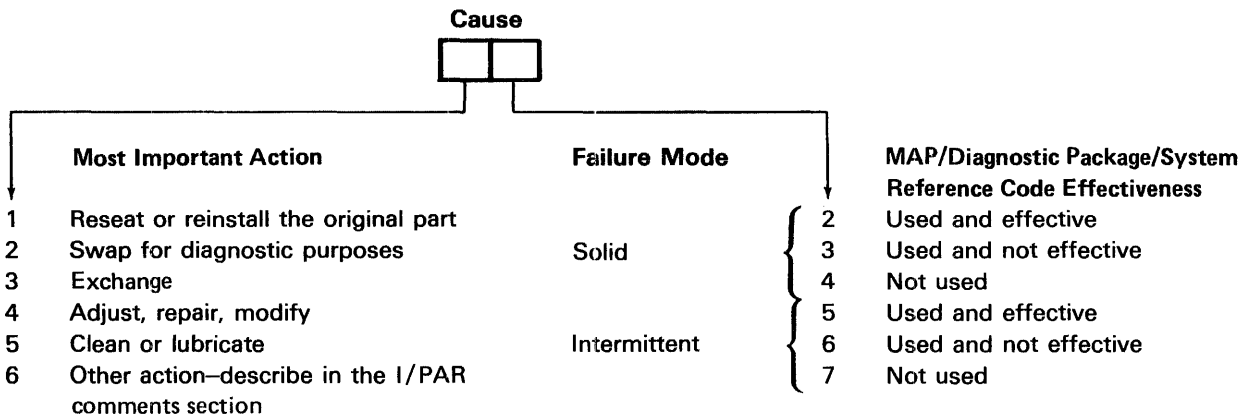 Cause
Most Important Action Failure Mode MAP/Diagnostic Package/System
Reference Code Effectiveness
1 Reseat or reinstall the original part 2 Used and effective
2 Swap for diagnostic purposes Solid 3 Used and not effective
3 Exchange 4 Not used
4 Adjust, repair, modify 5 Used and effective
5 Clean or lubricate Intermittent 6 Used and not effective
6 Other action—describe in the I/PAR 7 Not used
comments section